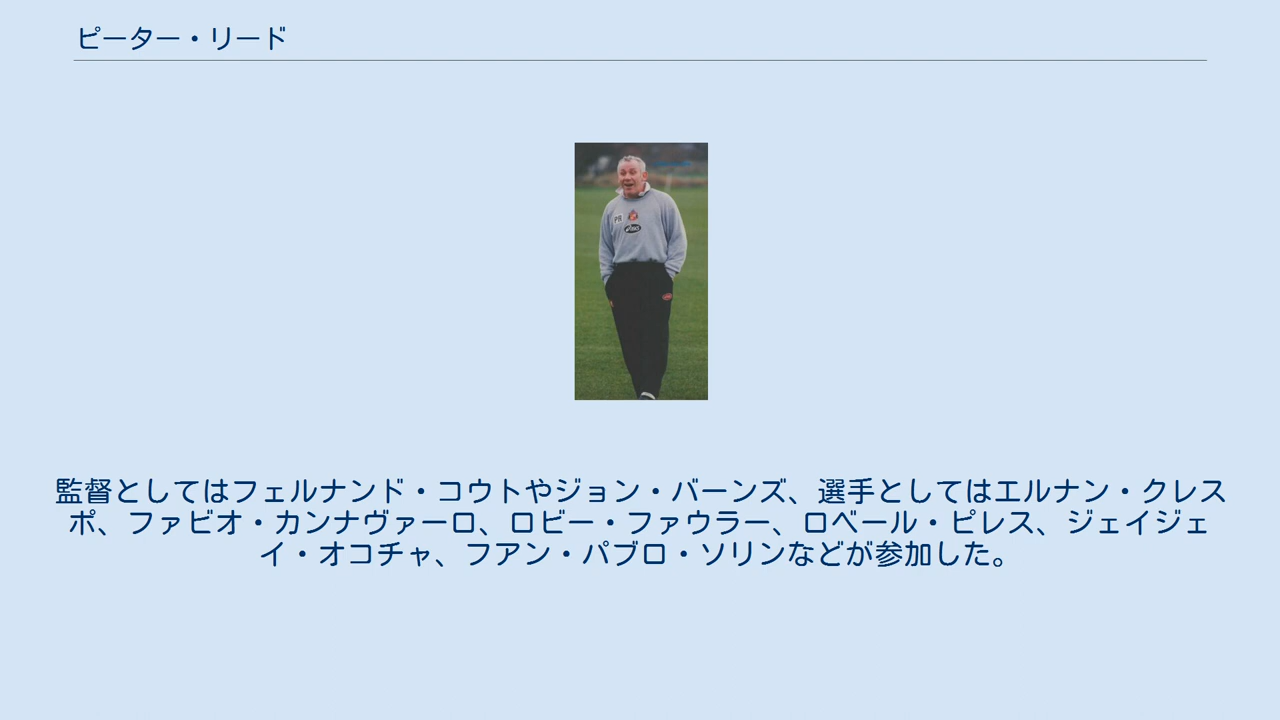 ピーター・リード
PR
asics
監督としてはフェルナンド・コウトやジョン・バーンズ、選手としてはエルナン・クレス
ポ、ファビオ・カンナヴァーロ、ロビー・ファウラー、ロベール・ピレス、ジェイジェ
イ・オコチャ、フアン・パブロ・ソリンなどが参加した。